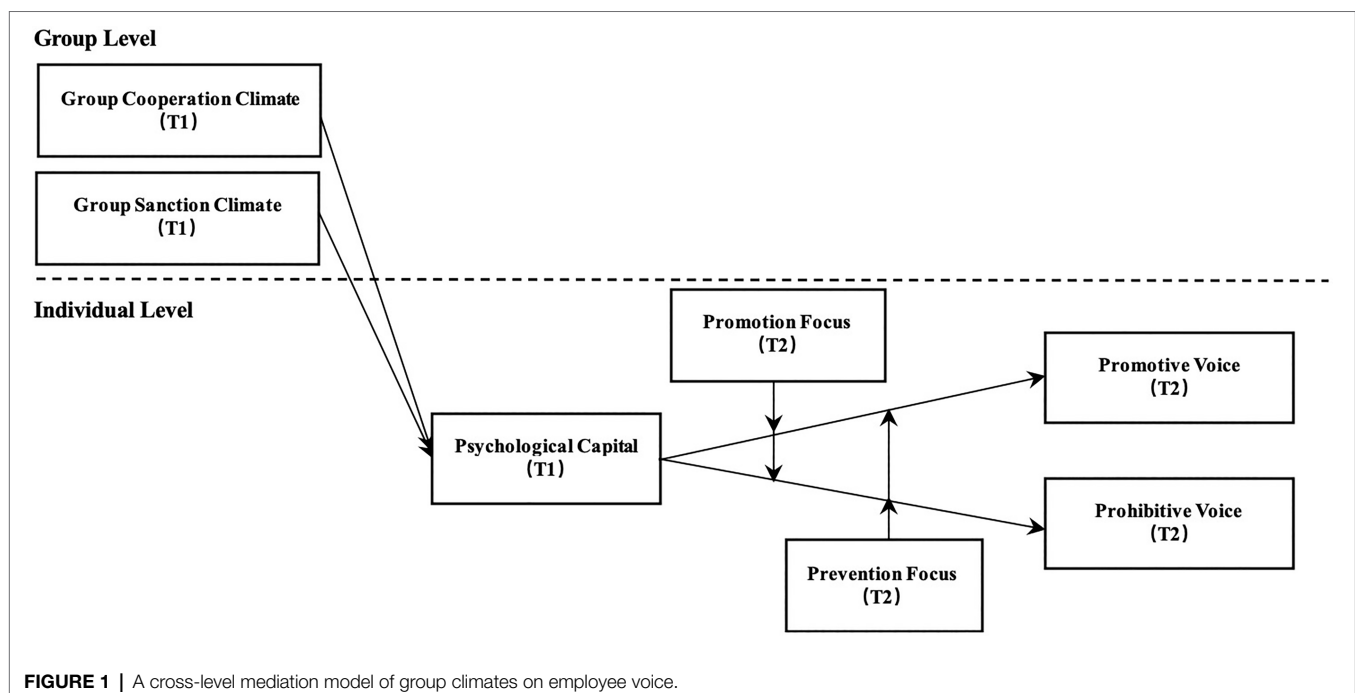 Group Level
Group Cooperation Climate
(T1)
Group Sanction Climate
(T1)
Individual Level
Promotion Focus
(T2)
Promotive Voice
(T2)
Psychological Capital
(T1)
Prohibitive Voice
(T2)
Prevention Focus
(T2)
FIGURE 1 | A cross-level mediation model of group climates on employee voice.